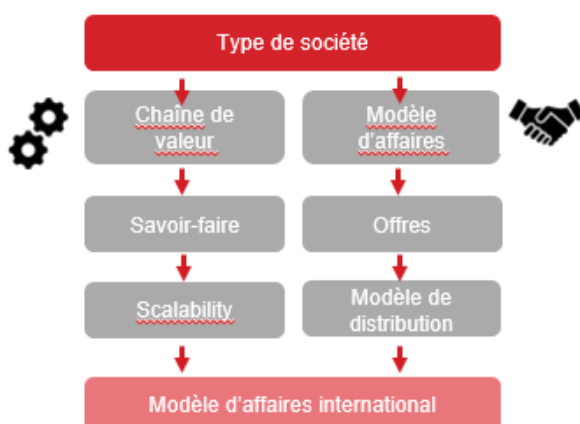 Type de société
Chaîne de
valeur
Modèle
d'affaires
Savoir-faire
Offres
Scalability
Modèle de
distribution
Modèle d'affaires international